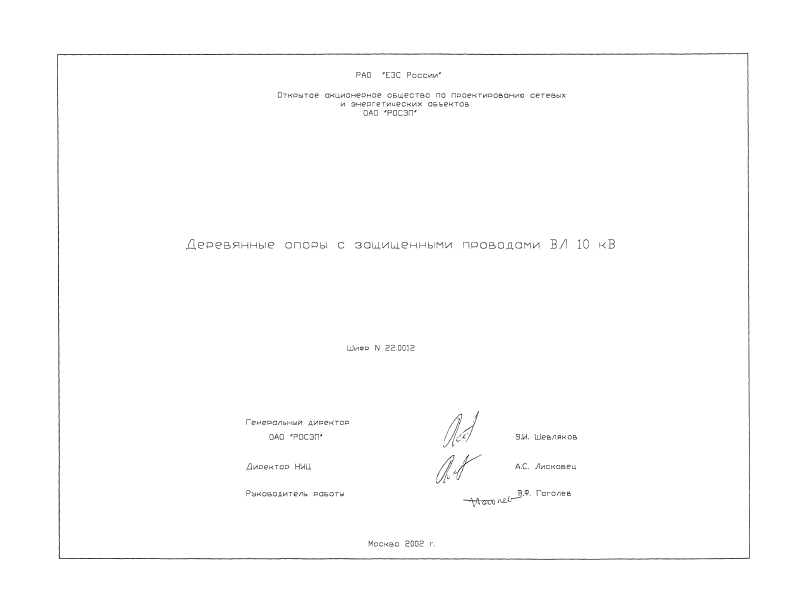 РАО "ЕЭС России"
Открытое акционерное общество по проектированию сетевых
и энергетических объектов
ОАО "РОСЭП"
Деревянные опоры с защищенными проводами ВЛ 10 кВ
Шифр N 22.0012
Генеральный директор
ОАО "РОСЭП" В.И. Шевляков
Директор НИЦ А.С. Лисковец
Руководитель работы В.Ф. Гоголев
Москва 2002 г.